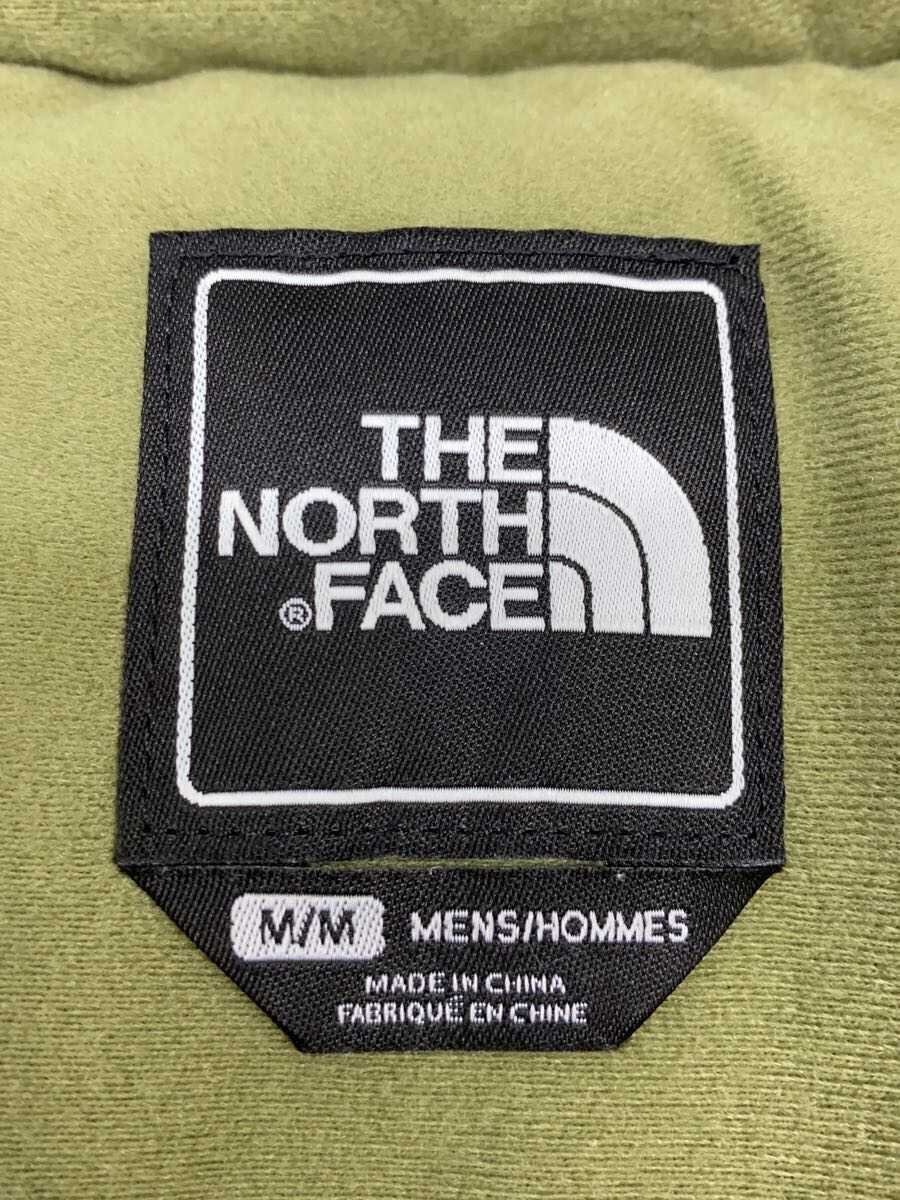 THE
NORTH
®FACE
M/M MENS/HOMMES
MADE IN CHINA
FABRIQUÉ EN CHINE